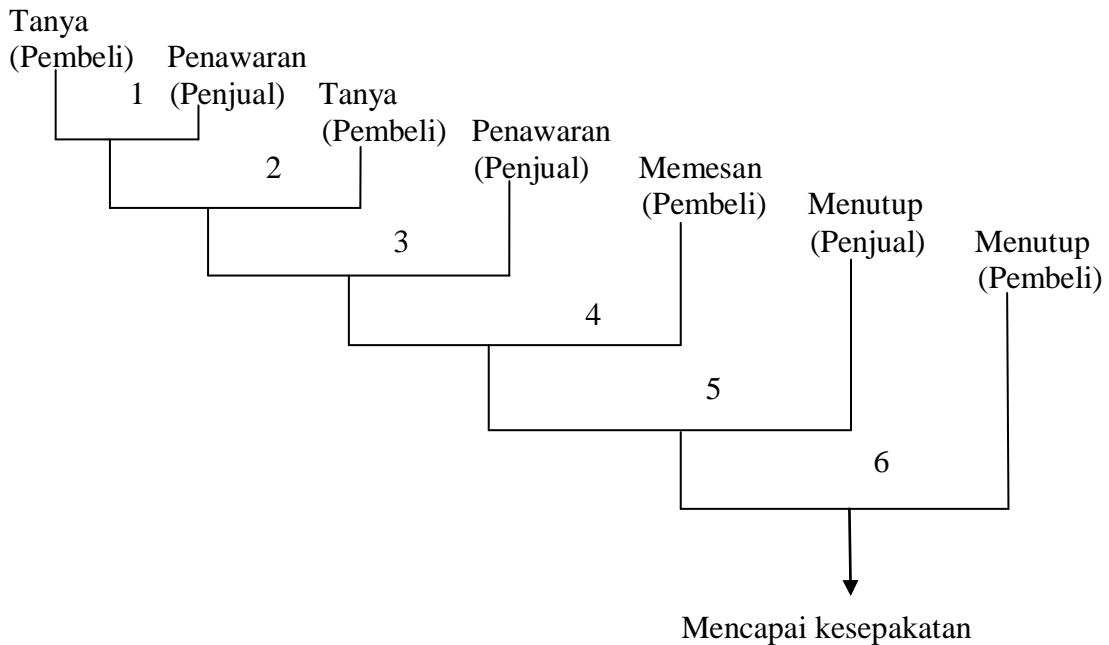 Tanya
(Pembeli)
Penawaran
(Penjual)
1
Tanya
(Pembeli)
2
Penawaran
(Penjual)
3
Memesan
(Pembeli)
4
Menutup
(Penjual)
5
Menutup
(Pembeli)
6
Mencapai kesepakatan